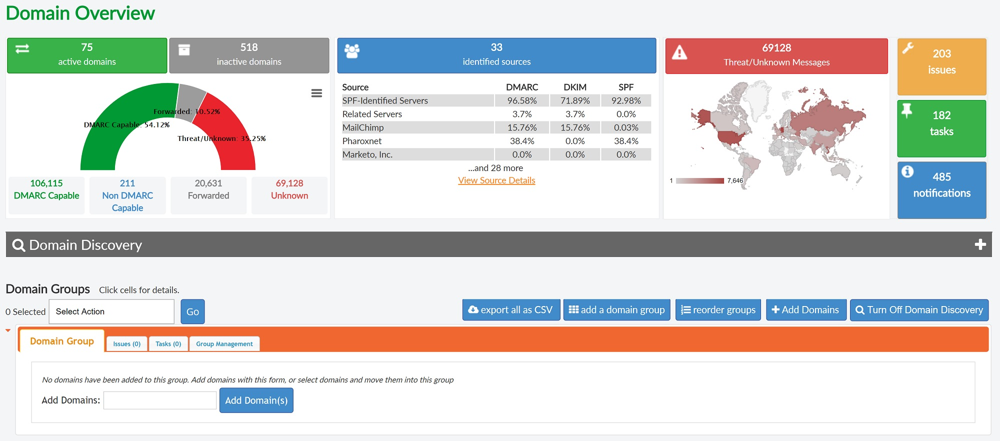 Domain Overview
75
active domains
518
inactive domains
Forwarded: 10.52%
DMARC Capable: 54.12%
Threat/Unknown: 35.25%
106,115
DMARC Capable
211
Non DMARC
Capable
20,631
Forwarded
69,128
Unknown
33
identified sources
Source DMARC DKIM SPF
SPF-Identified Servers 96.58% 71.89% 92.98%
Related Servers 3.7% 3.7% 0.0%
MailChimp 15.76% 15.76% 0.03%
Pharoxnet 38.4% 0.0% 38.4%
Marketo, Inc. 0.0% 0.0% 0.0%
...and 28 more
View Source Details
69128
Threat/Unknown Messages
1 7,646
203
issues
182
tasks
485
notifications
Domain Discovery
Domain Groups Click cells for details.
0 Selected Select Action Go export all as CSV add a domain group reorder groups Add Domains Turn Off Domain Discovery
Domain Group Issues (0) Tasks (0) Group Management
No domains have been added to this group. Add domains with this form, or select domains and move them into this group
Add Domains: Add Domain(s)